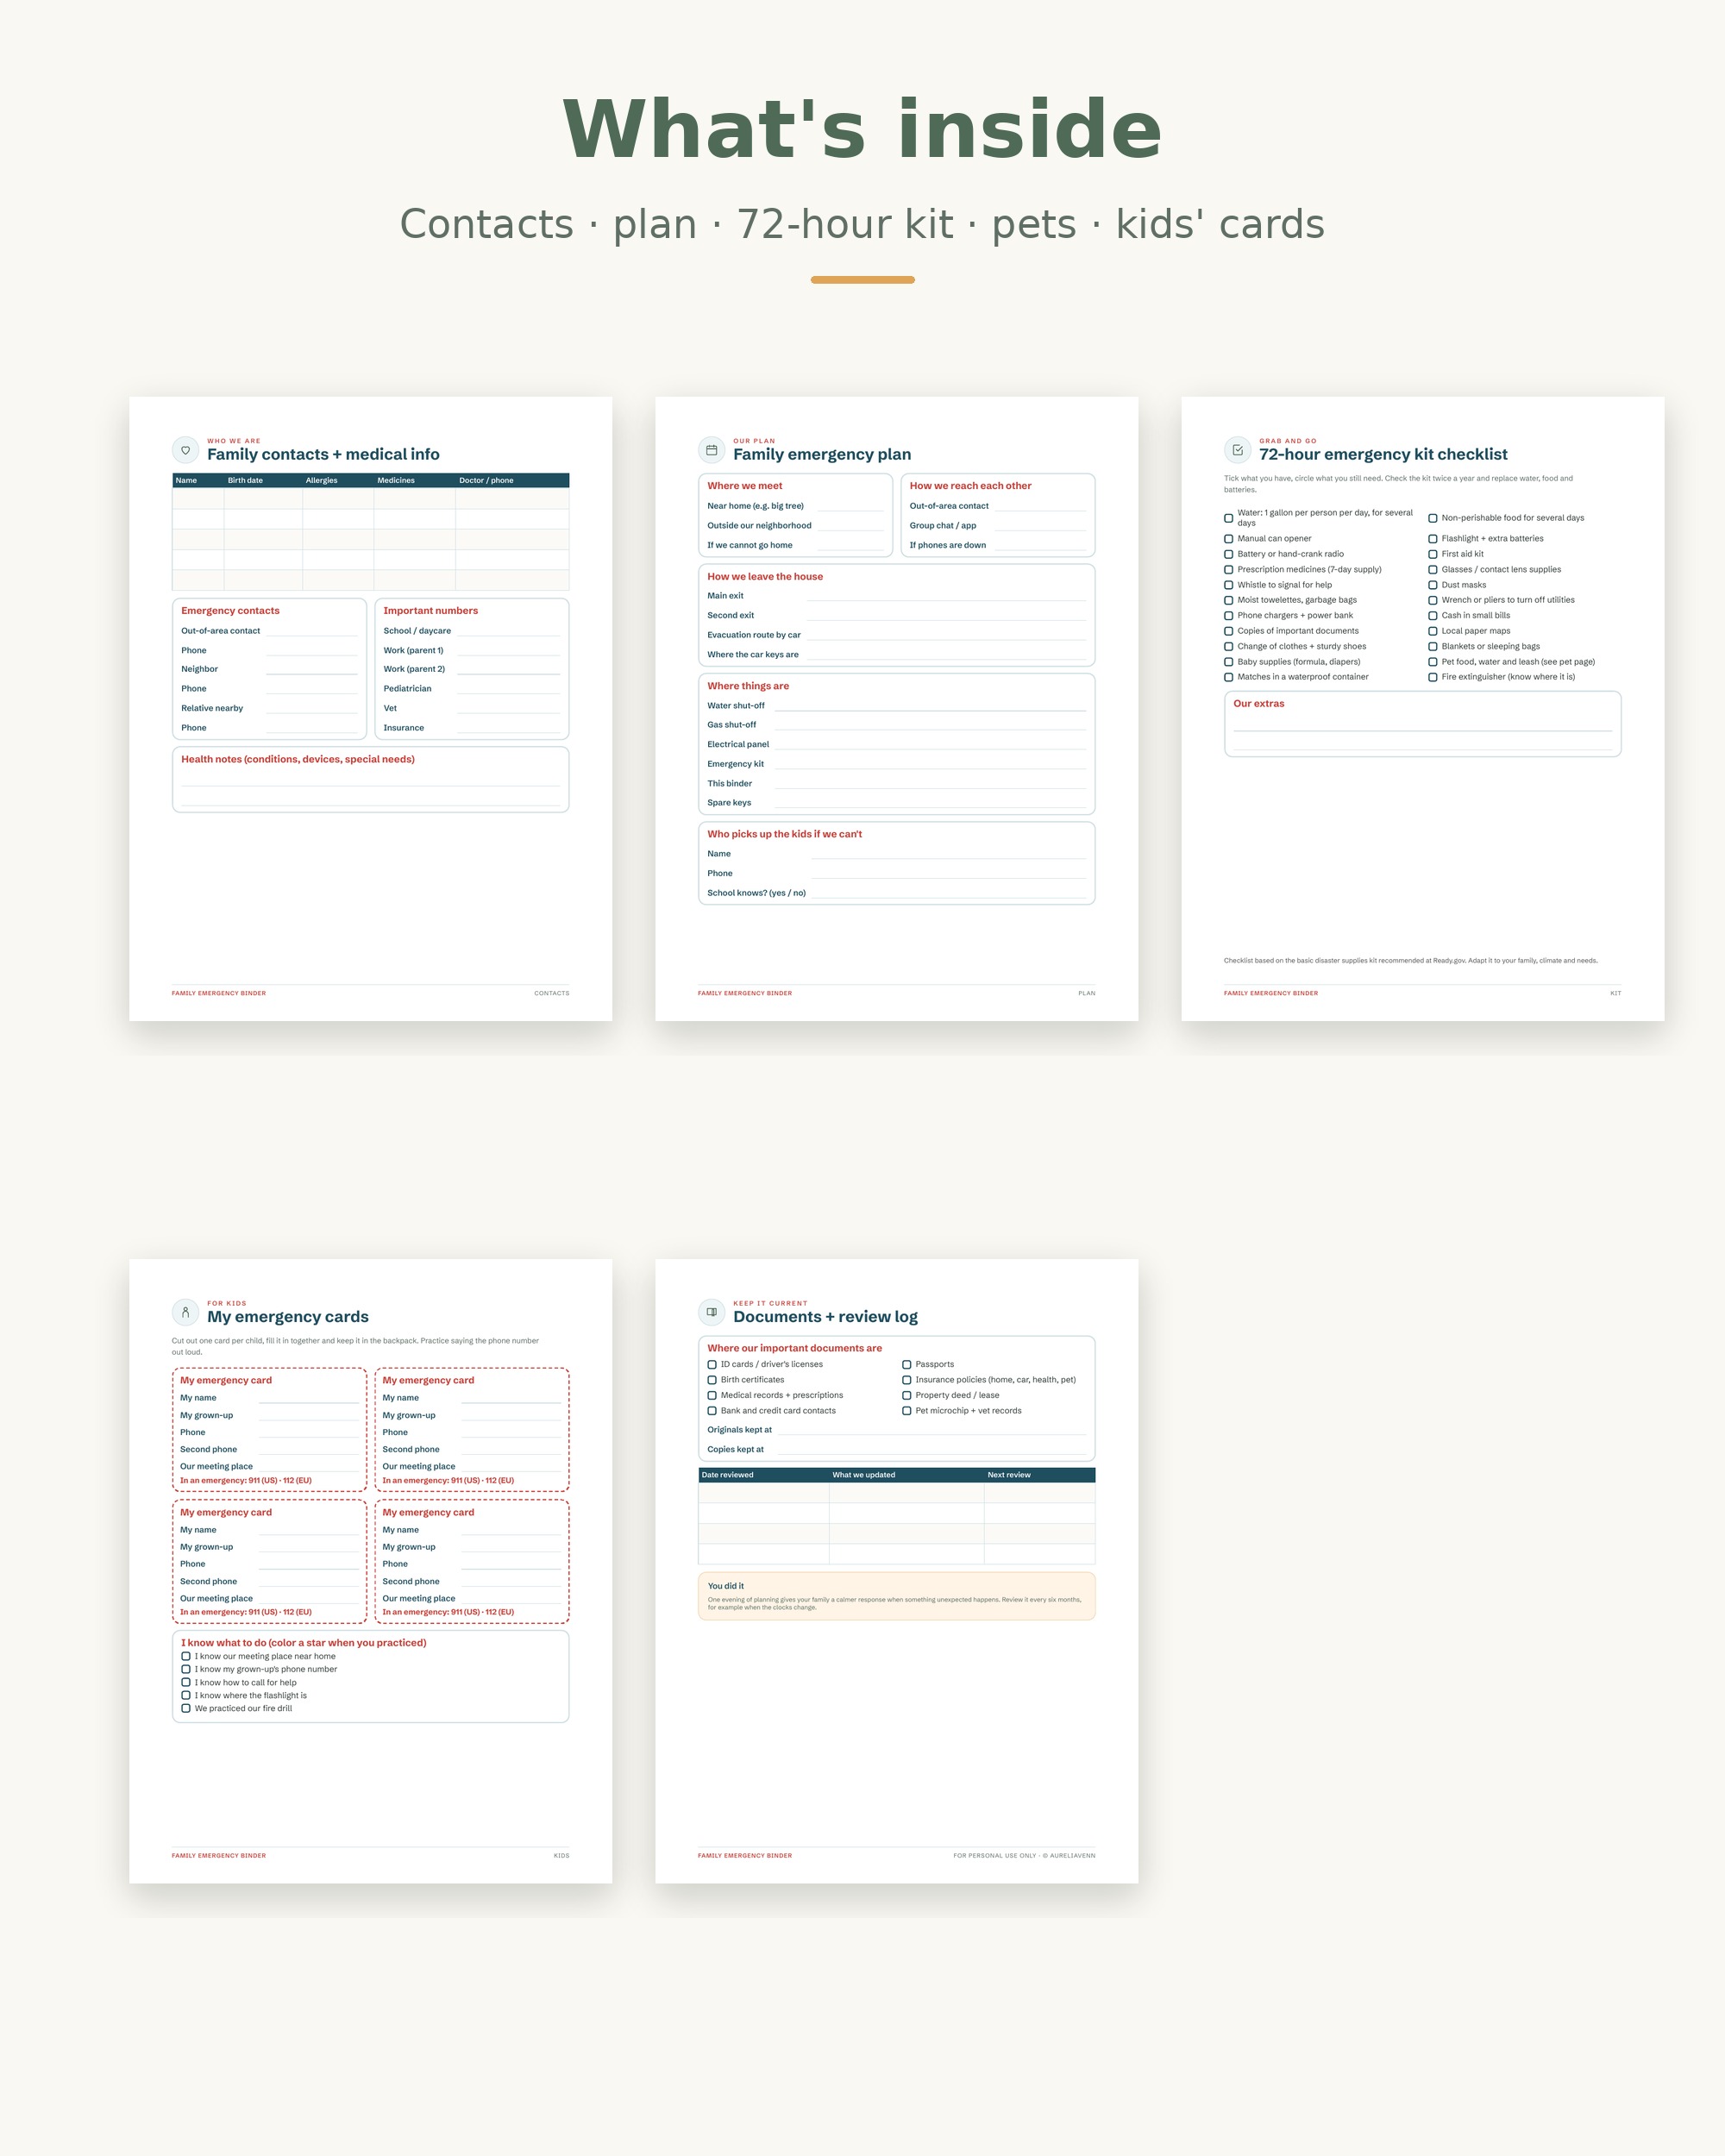 What's inside
Contacts · plan · 72-hour kit · pets · kids' cards
WHO WE ARE
Family contacts + medical info
Name Birth date Allergies Medicines Doctor / phone
Emergency contacts
Out-of-area contact
Phone
Neighbor
Phone
Relative nearby
Phone
Important numbers
School / daycare
Work (parent 1)
Work (parent 2)
Pediatrician
Vet
Insurance
Health notes (conditions, devices, special needs)
FAMILY EMERGENCY BINDER CONTACTS
OUR PLAN
Family emergency plan
Where we meet
Near home (e.g. big tree)
Outside our neighborhood
If we cannot go home
How we reach each other
Out-of-area contact
Group chat / app
If phones are down
How we leave the house
Main exit
Second exit
Evacuation route by car
Where the car keys are
Where things are
Water shut-off
Gas shut-off
Electrical panel
Emergency kit
This binder
Spare keys
Who picks up the kids if we can't
Name
Phone
School knows? (yes / no)
FAMILY EMERGENCY BINDER PLAN
GRAB AND GO
72-hour emergency kit checklist
Tick what you have, circle what you still need. Check the kit twice a year and replace water, food and
batteries.
Water: 1 gallon per person per day, for several
days
Non-perishable food for several days
Manual can opener
Flashlight + extra batteries
Battery or hand-crank radio
First aid kit
Prescription medicines (7-day supply)
Glasses / contact lens supplies
Whistle to signal for help
Dust masks
Moist towelettes, garbage bags
Wrench or pliers to turn off utilities
Phone chargers + power bank
Cash in small bills
Copies of important documents
Local paper maps
Change of clothes + sturdy shoes
Blankets or sleeping bags
Baby supplies (formula, diapers)
Pet food, water and leash (see pet page)
Matches in a waterproof container
Fire extinguisher (know where it is)
Our extras
Checklist based on the basic disaster supplies kit recommended at Ready.gov. Adapt it to your family, climate and needs.
FAMILY EMERGENCY BINDER KIT
FOR KIDS
My emergency cards
Cut out one card per child, fill it in together and keep it in the backpack. Practice saying the phone number
out loud.
My emergency card
My name
My grown-up
Phone
Second phone
Our meeting place
In an emergency: 911 (US) · 112 (EU)
My emergency card
My name
My grown-up
Phone
Second phone
Our meeting place
In an emergency: 911 (US) · 112 (EU)
My emergency card
My name
My grown-up
Phone
Second phone
Our meeting place
In an emergency: 911 (US) · 112 (EU)
My emergency card
My name
My grown-up
Phone
Second phone
Our meeting place
In an emergency: 911 (US) · 112 (EU)
I know what to do (color a star when you practiced)
I know our meeting place near home
I know my grown-up's phone number
I know how to call for help
I know where the flashlight is
We practiced our fire drill
FAMILY EMERGENCY BINDER KIDS
KEEP IT CURRENT
Documents + review log
Where our important documents are
ID cards / driver's licenses
Passports
Birth certificates
Insurance policies (home, car, health, pet)
Medical records + prescriptions
Property deed / lease
Bank and credit card contacts
Pet microchip + vet records
Originals kept at
Copies kept at
Date reviewed What we updated Next review
You did it
One evening of planning gives your family a calmer response when something unexpected happens. Review it every six months,
for example when the clocks change.
FAMILY EMERGENCY BINDER FOR PERSONAL USE ONLY · © AURELIAVENN